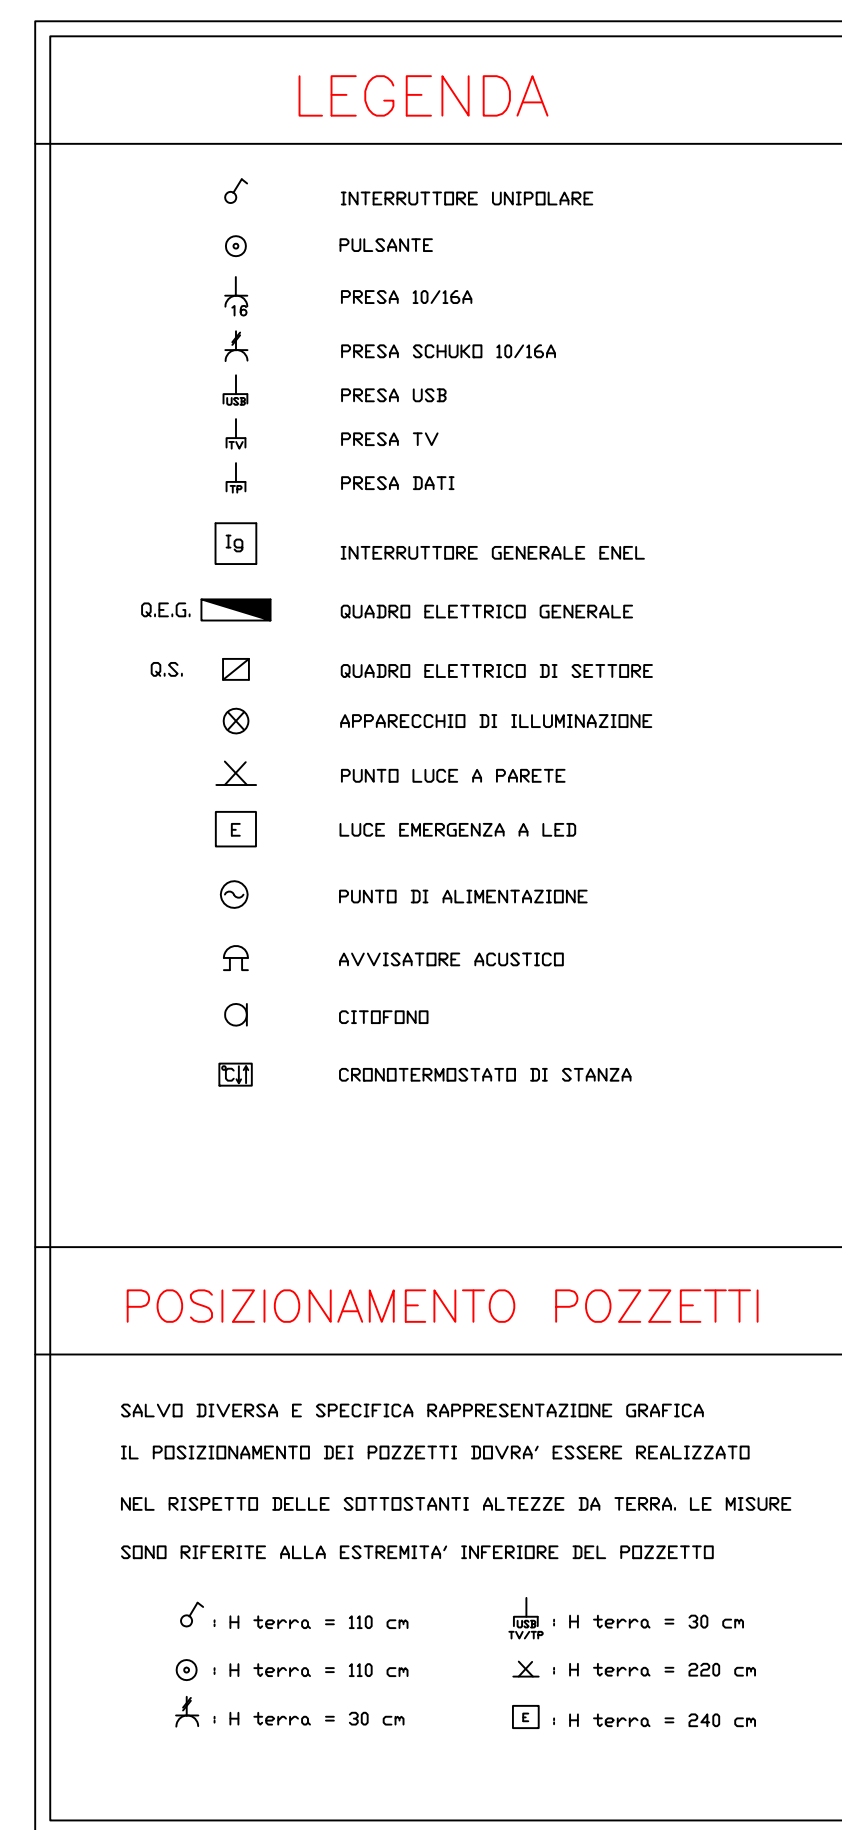 LEGENDA
INTERRUTTORE UNIPOLARE
PULSANTE
16 PRESA 10/16A
PRESA SCHUKO 10/16A
USB PRESA USB
TV PRESA TV
TP PRESA DATI
Ig INTERRUTTORE GENERALE ENEL
Q.E.G. QUADRO ELETTRICO GENERALE
Q.S. QUADRO ELETTRICO DI SETTORE
APPARECCHIO DI ILLUMINAZIONE
PUNTO LUCE A PARETE
E LUCE EMERGENZA A LED
PUNTO DI ALIMENTAZIONE
AVVISATORE ACUSTICO
CITOFONO
°C↓↑ CRONOTERMOSTATO DI STANZA
POSIZIONAMENTO POZZETTI
SALVO DIVERSA E SPECIFICA RAPPRESENTAZIONE GRAFICA
IL POSIZIONAMENTO DEI POZZETTI DOVRA' ESSERE REALIZZATO
NEL RISPETTO DELLE SOTTOSTANTI ALTEZZE DA TERRA. LE MISURE
SONO RIFERITE ALLA ESTREMITA' INFERIORE DEL POZZETTO
: H terra = 110 cm
: H terra = 110 cm
: H terra = 30 cm
USB TV/TP : H terra = 30 cm
: H terra = 220 cm
E : H terra = 240 cm